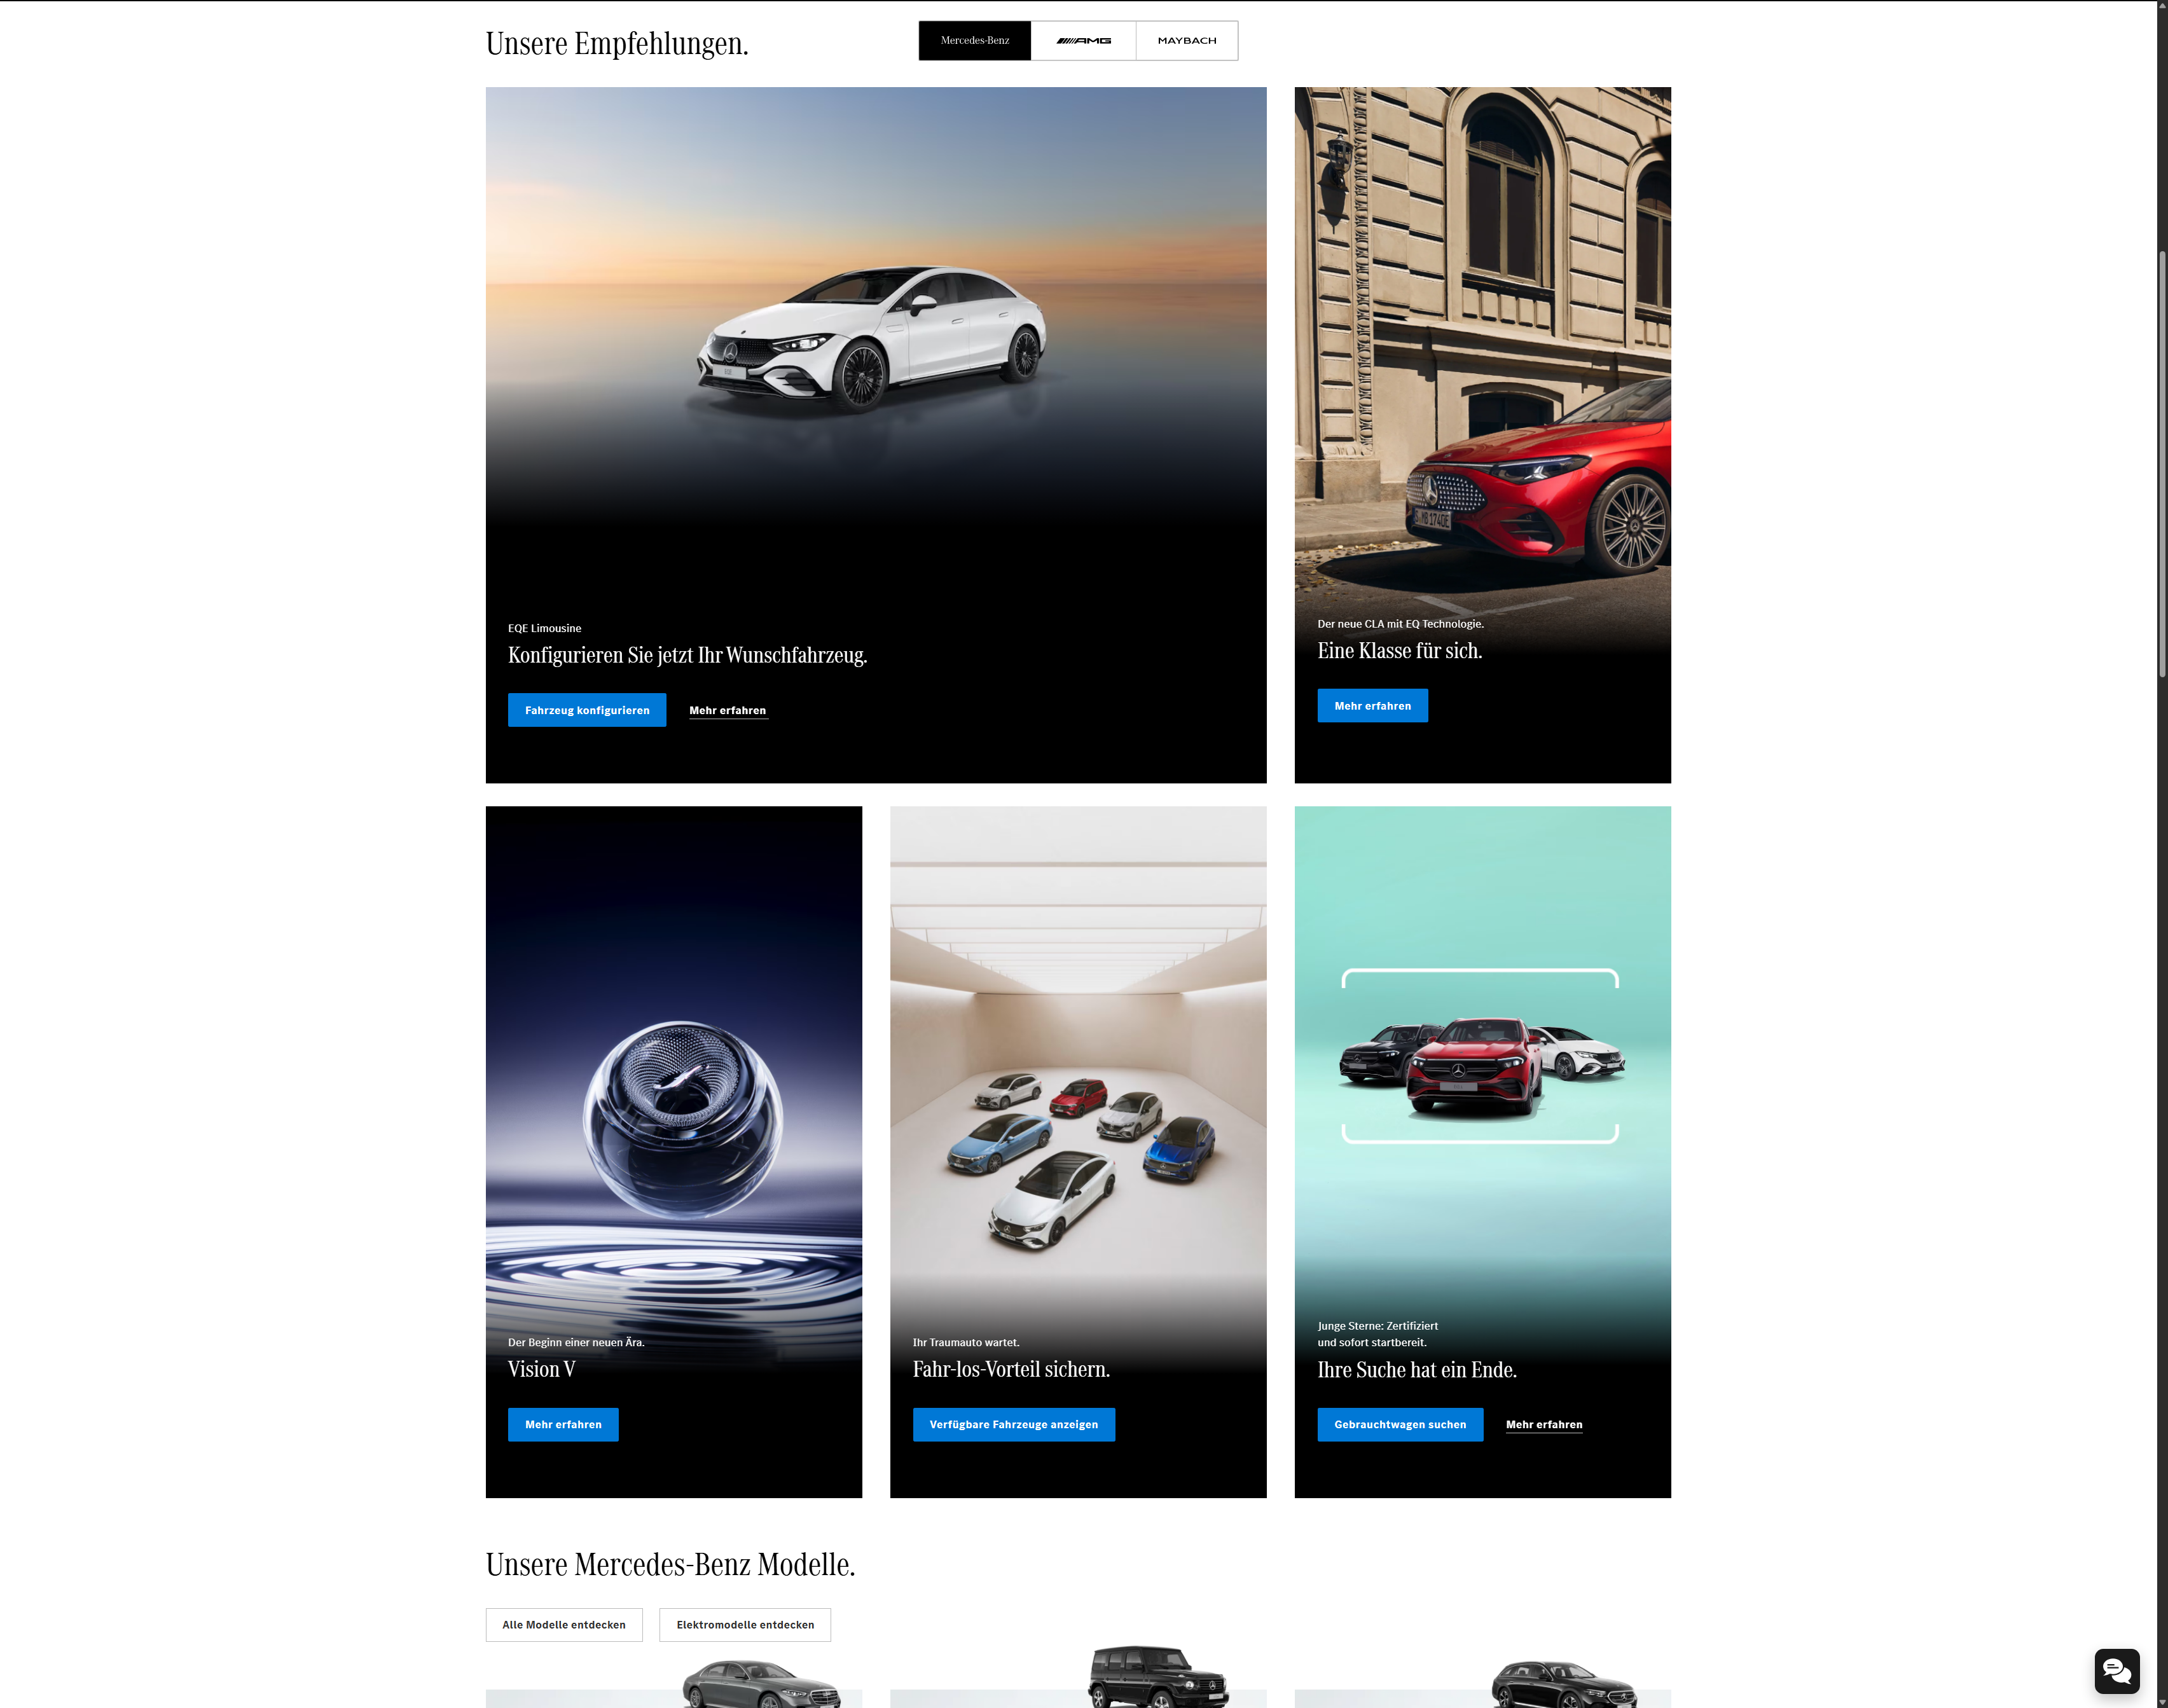 Unsere Empfehlungen.
Mercedes-Benz
AMG
MAYBACH
EQE Limousine
Konfigurieren Sie jetzt Ihr Wunschfahrzeug.
Fahrzeug konfigurieren
Mehr erfahren
Der neue CLA mit EQ Technologie.
Eine Klasse für sich.
Mehr erfahren
Der Beginn einer neuen Ära.
Vision V
Mehr erfahren
Ihr Traumauto wartet.
Fahr-los-Vorteil sichern.
Verfügbare Fahrzeuge anzeigen
Junge Sterne: Zertifiziert
und sofort startbereit.
Ihre Suche hat ein Ende.
Gebrauchtwagen suchen
Mehr erfahren
Unsere Mercedes-Benz Modelle.
Alle Modelle entdecken
Elektromodelle entdecken